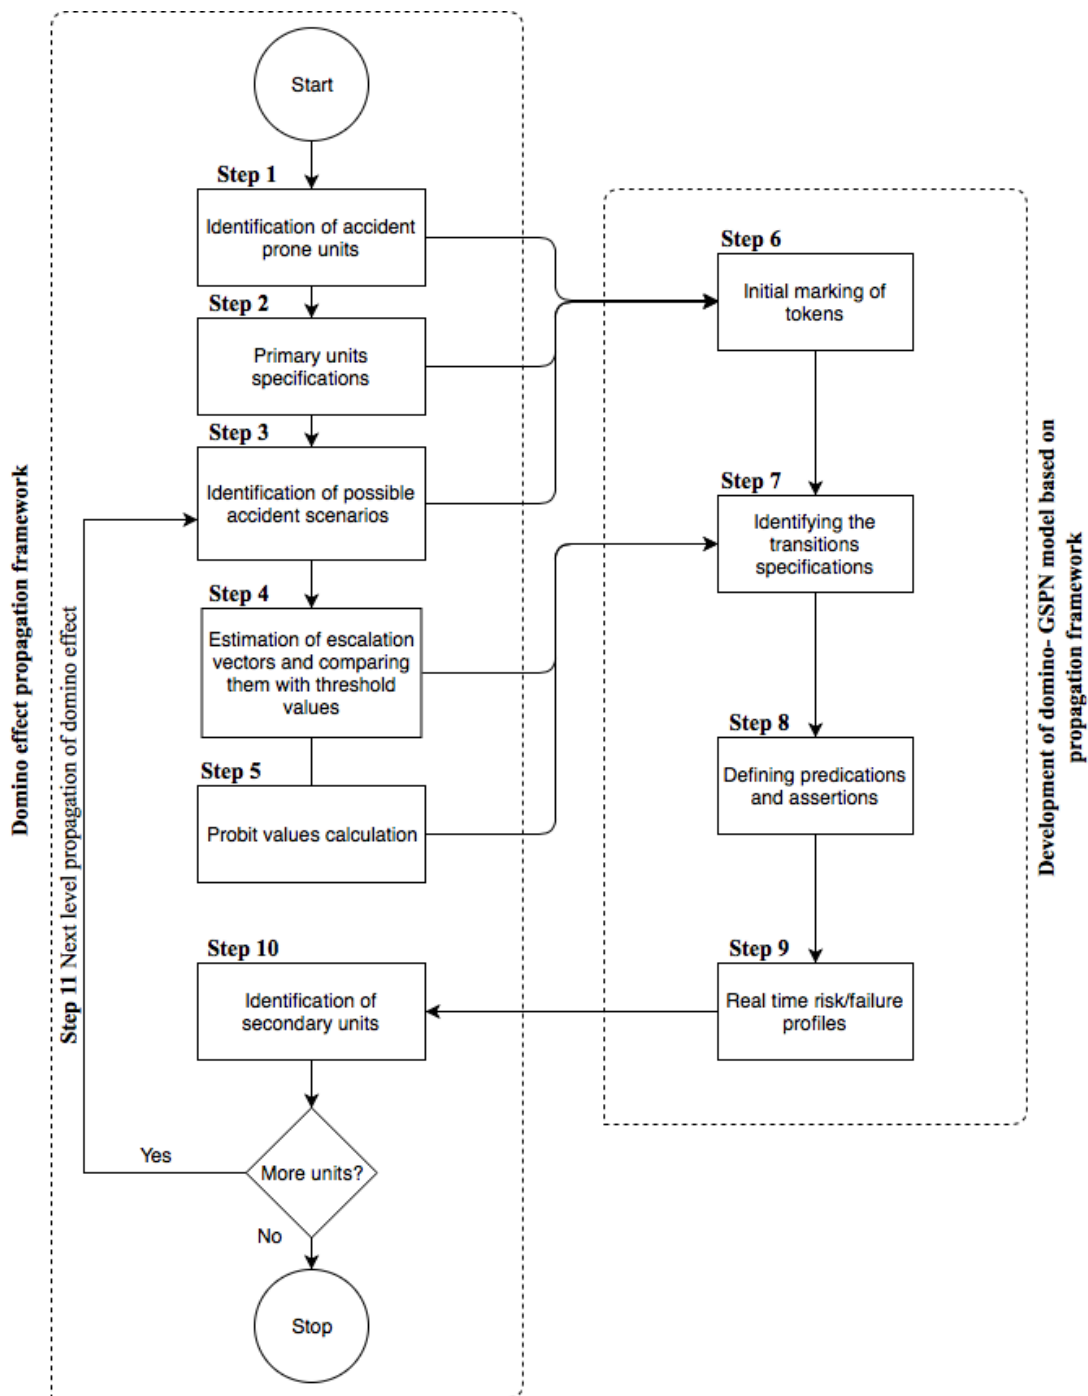 Start
Step 1
Identification of accident
prone units
Step 2
Primary units
specifications
Step 3
Identification of possible
accident scenarios
Step 4
Estimation of escalation
vectors and comparing
them with threshold
values
Step 5
Probit values calculation
Step 6
Initial marking of
tokens
Step 7
Identifying the
transitions
specifications
Step 8
Defining predications
and assertions
Step 9
Real time risk/failure
profiles
Step 10
Identification of
secondary units
More units?
Yes
No
Stop
Step 11 Next level propagation of domino effect
Domino effect propagation framework
Development of domino- GSPN model based on
propagation framework